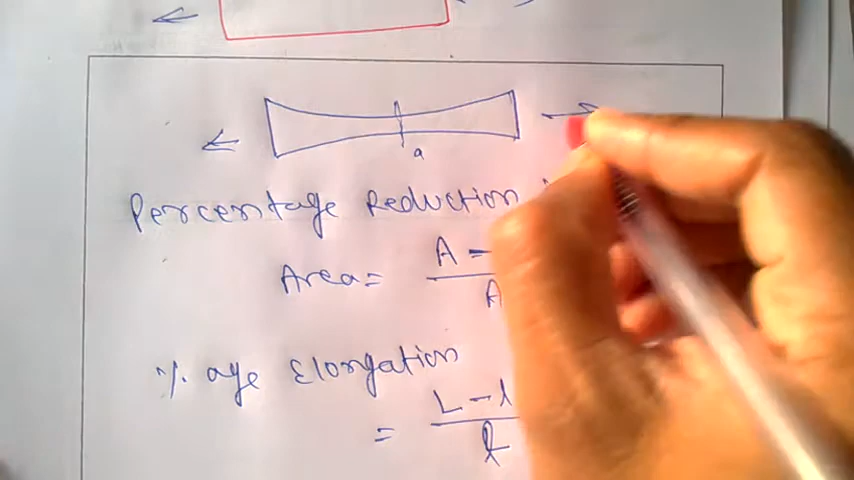 a
Percentage Reduction
Area = A -
A
% age Elongation
= L - l
l